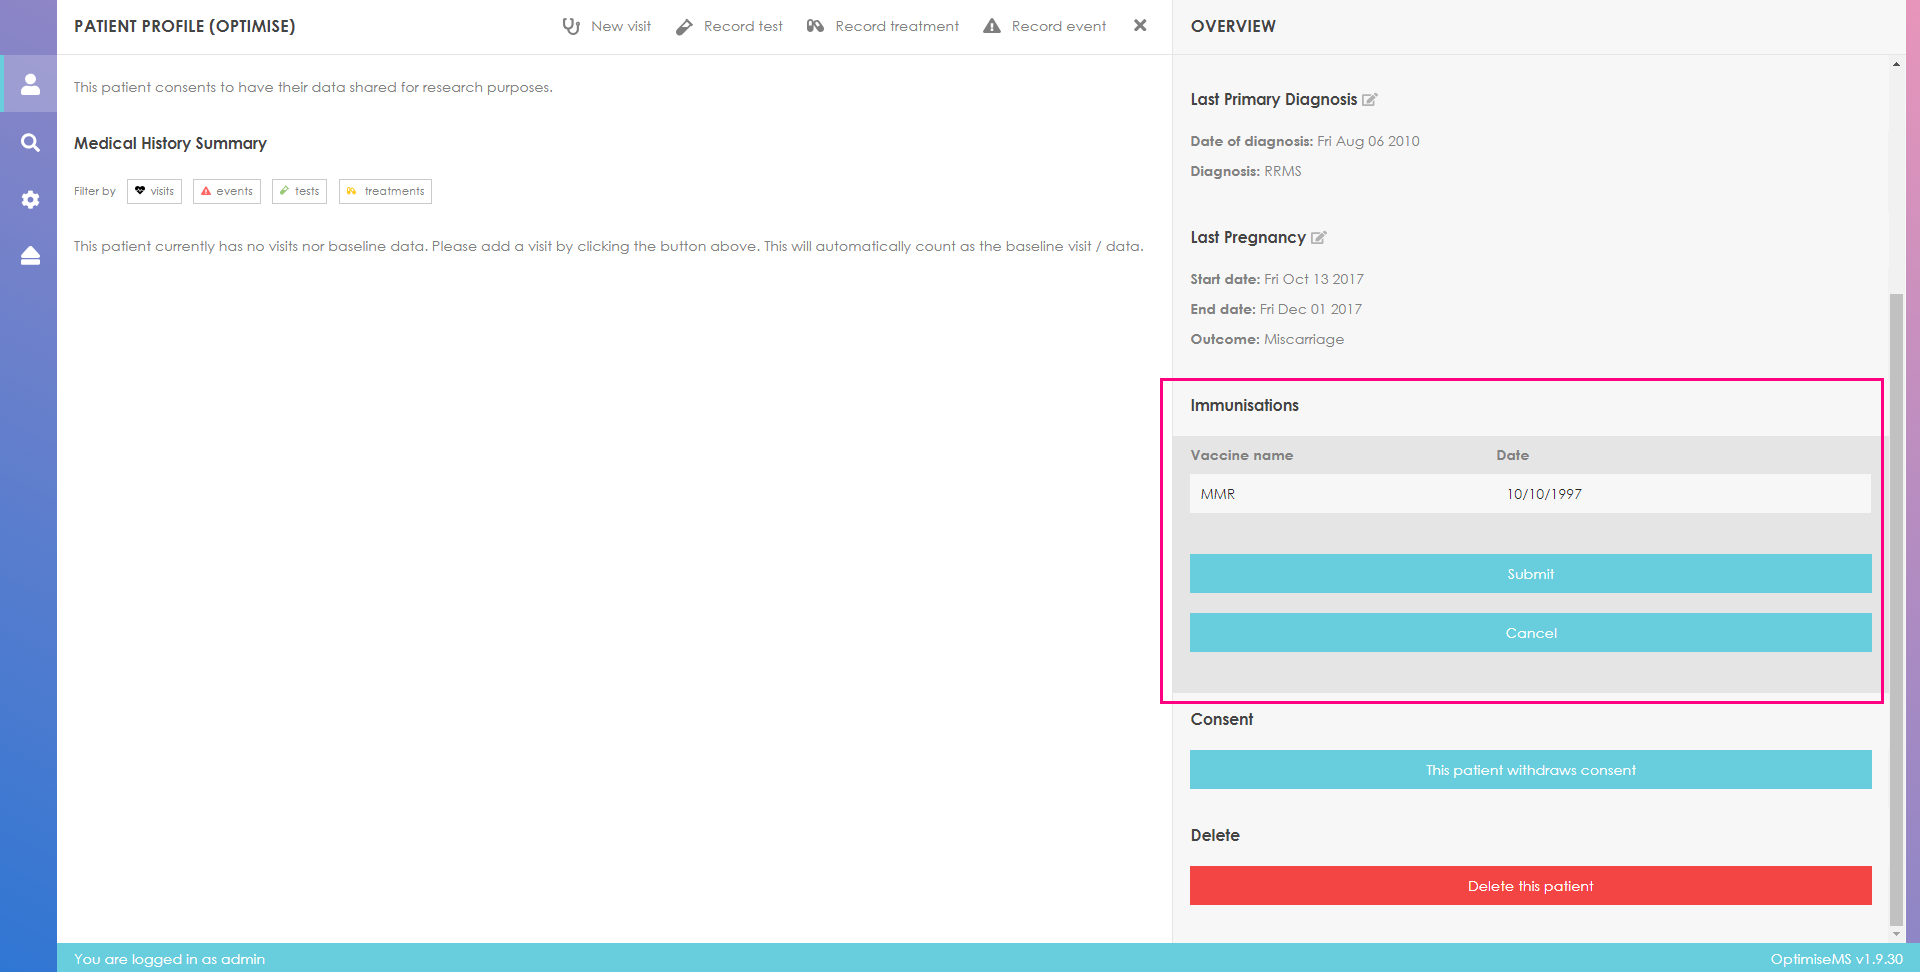 PATIENT PROFILE (OPTIMISE)
New visit
Record test
Record treatment
Record event
This patient consents to have their data shared for research purposes.
Medical History Summary
Filter by visits events tests treatments
This patient currently has no visits nor baseline data. Please add a visit by clicking the button above. This will automatically count as the baseline visit / data.
OVERVIEW
Last Primary Diagnosis
Date of diagnosis: Fri Aug 06 2010
Diagnosis: RRMS
Last Pregnancy
Start date: Fri Oct 13 2017
End date: Fri Dec 01 2017
Outcome: Miscarriage
Immunisations
Vaccine name Date
MMR 10/10/1997
Submit
Cancel
Consent
This patient withdraws consent
Delete
Delete this patient
You are logged in as admin
OptimiseMS v1.9.30